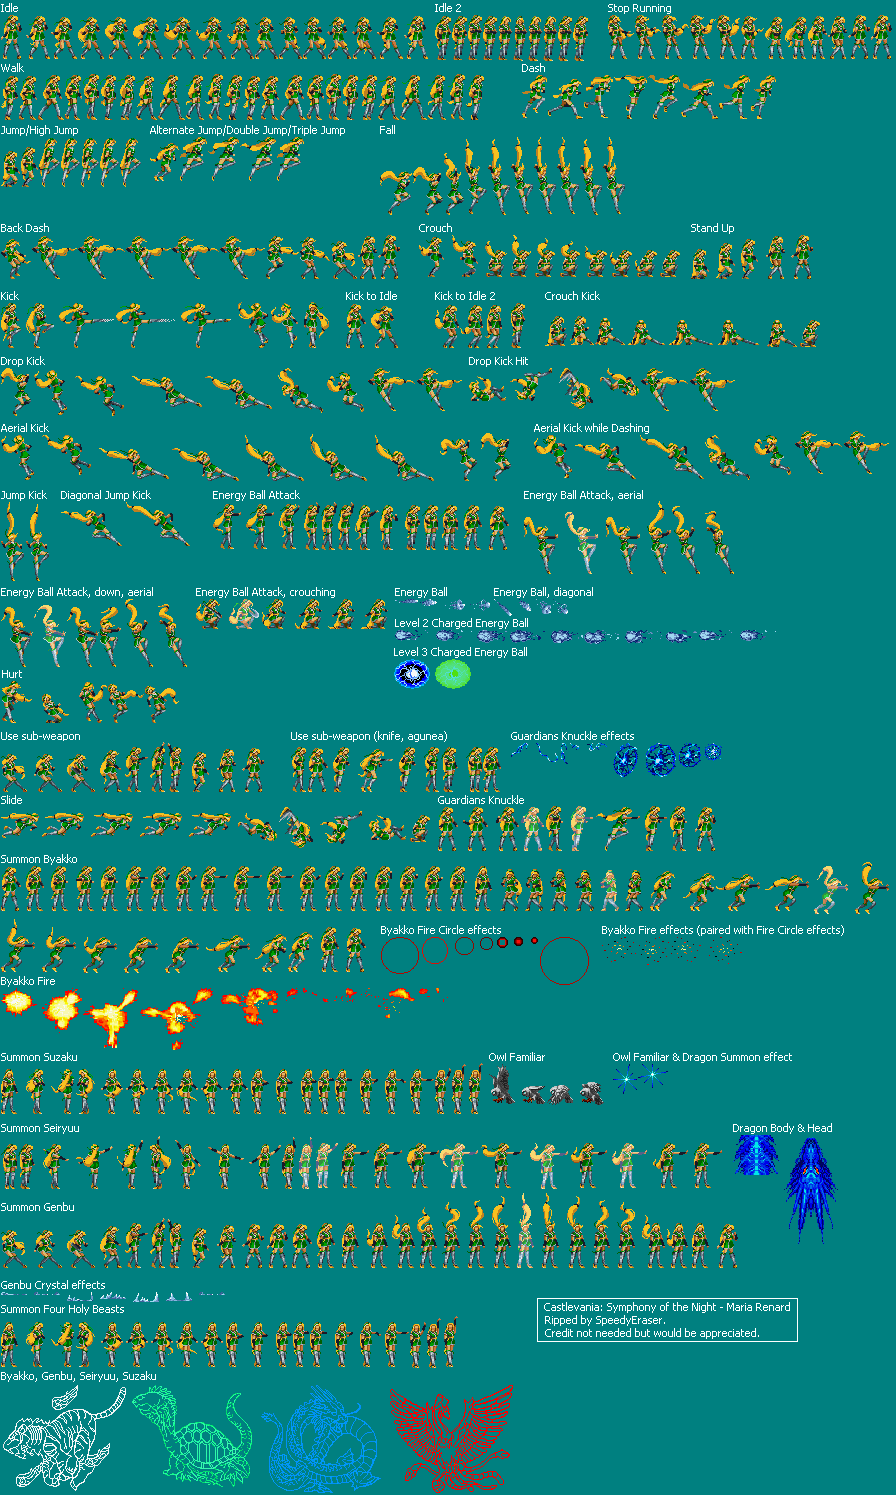 Idle
Idle 2
Stop Running
Walk
Dash
Jump/High Jump
Alternate Jump/Double Jump/Triple Jump
Fall
Back Dash
Crouch
Stand Up
Kick
Kick to Idle
Kick to Idle 2
Crouch Kick
Drop Kick
Drop Kick Hit
Aerial Kick
Aerial Kick while Dashing
Jump Kick
Diagonal Jump Kick
Energy Ball Attack
Energy Ball Attack, aerial
Energy Ball Attack, down, aerial
Energy Ball Attack, crouching
Energy Ball
Energy Ball, diagonal
Level 2 Charged Energy Ball
Level 3 Charged Energy Ball
Hurt
Use sub-weapon
Use sub-weapon (knife, agunea)
Guardians Knuckle effects
Slide
Guardians Knuckle
Summon Byakko
Byakko Fire Circle effects
Byakko Fire effects (paired with Fire Circle effects)
Byakko Fire
Summon Suzaku
Owl Familiar
Owl Familiar & Dragon Summon effect
Summon Seiryuu
Dragon Body & Head
Summon Genbu
Genbu Crystal effects
Summon Four Holy Beasts
Castlevania: Symphony of the Night - Maria Renard
Ripped by SpeedyEraser.
Credit not needed but would be appreciated.
Byakko, Genbu, Seiryuu, Suzaku